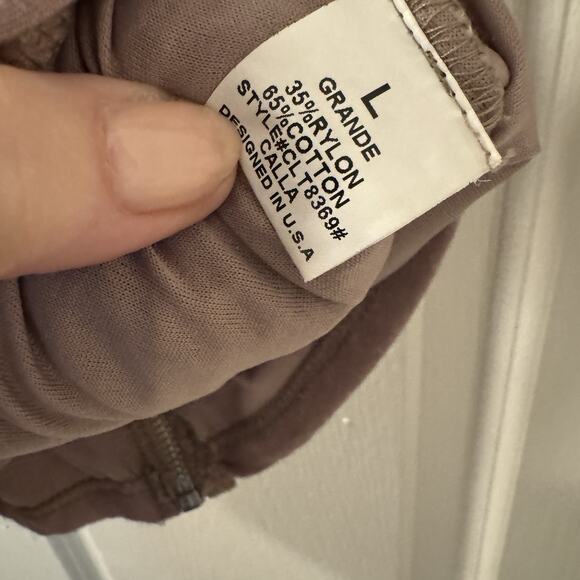 L
GRANDE
35%RYLON
65%COTTON
STYLE#CLT8369#
CALLA
DESIGNED IN U.S.A